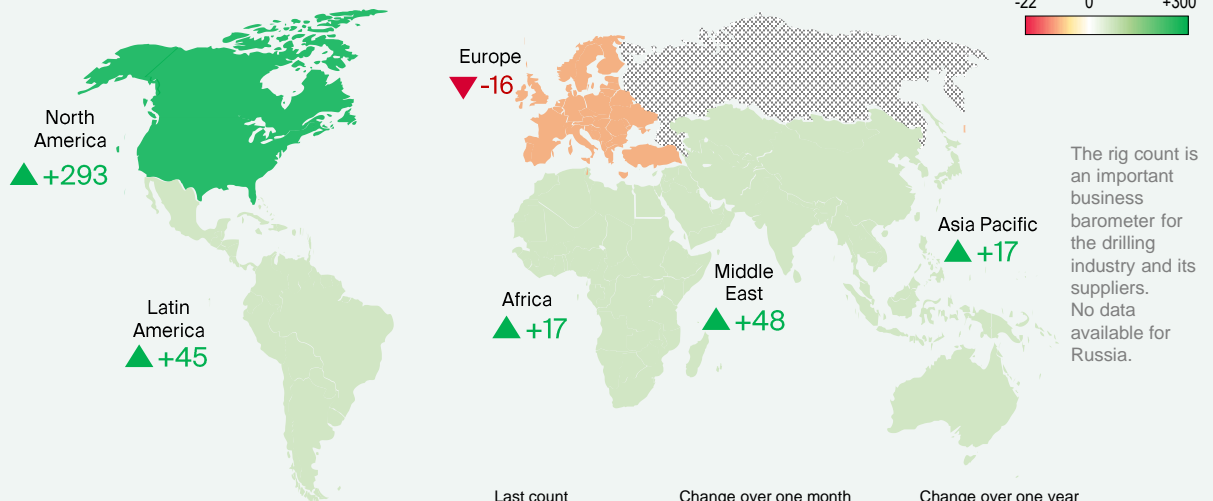 -22 0 +300
Europe
-16
North
America
+293
The rig count is
an important
business
barometer for
the drilling
industry and its
suppliers.
No data
available for
Russia.
Asia Pacific
+17
Middle
East
+48
Africa
+17
Latin
America
+45
Last count Change over one month Change over one year